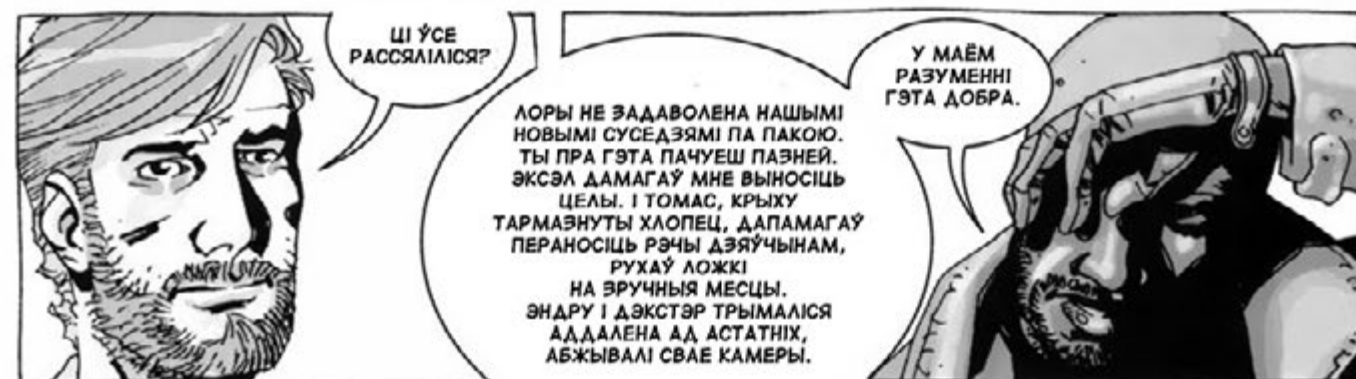 ЦІ ЎСЕ
РАССЯЛІЛІСЯ?
ЛОРЫ НЕ ЗАДАВОЛЕНА НАШЫМІ
НОВЫМІ СУСЕДЗЯМІ ПА ПАКОЮ.
ТЫ ПРА ГЭТА ПАЧУЕШ ПАЗНЕЙ.
ЭКСЭЛ ДАМАГАЎ МНЕ ВЫНОСІЦЬ
ЦЕЛЫ. І ТОМАС, КРЫХУ
ТАРМАЗНУТЫ ХЛОПЕЦ, ДАПАМАГАЎ
ПЕРАНОСІЦЬ РЭЧЫ ДЗЯЎЧЫНАМ,
РУХАЎ ЛОЖКІ
НА ЗРУЧНЫЯ МЕСЦЫ.
ЭНДРУ І ДЭКСТЭР ТРЫМАЛІСЯ
АДДАЛЕНА АД АСТАТНІХ,
АБЖЫВАЛІ СВАЕ КАМЕРЫ.
У МАЁМ
РАЗУМЕННІ
ГЭТА ДОБРА.